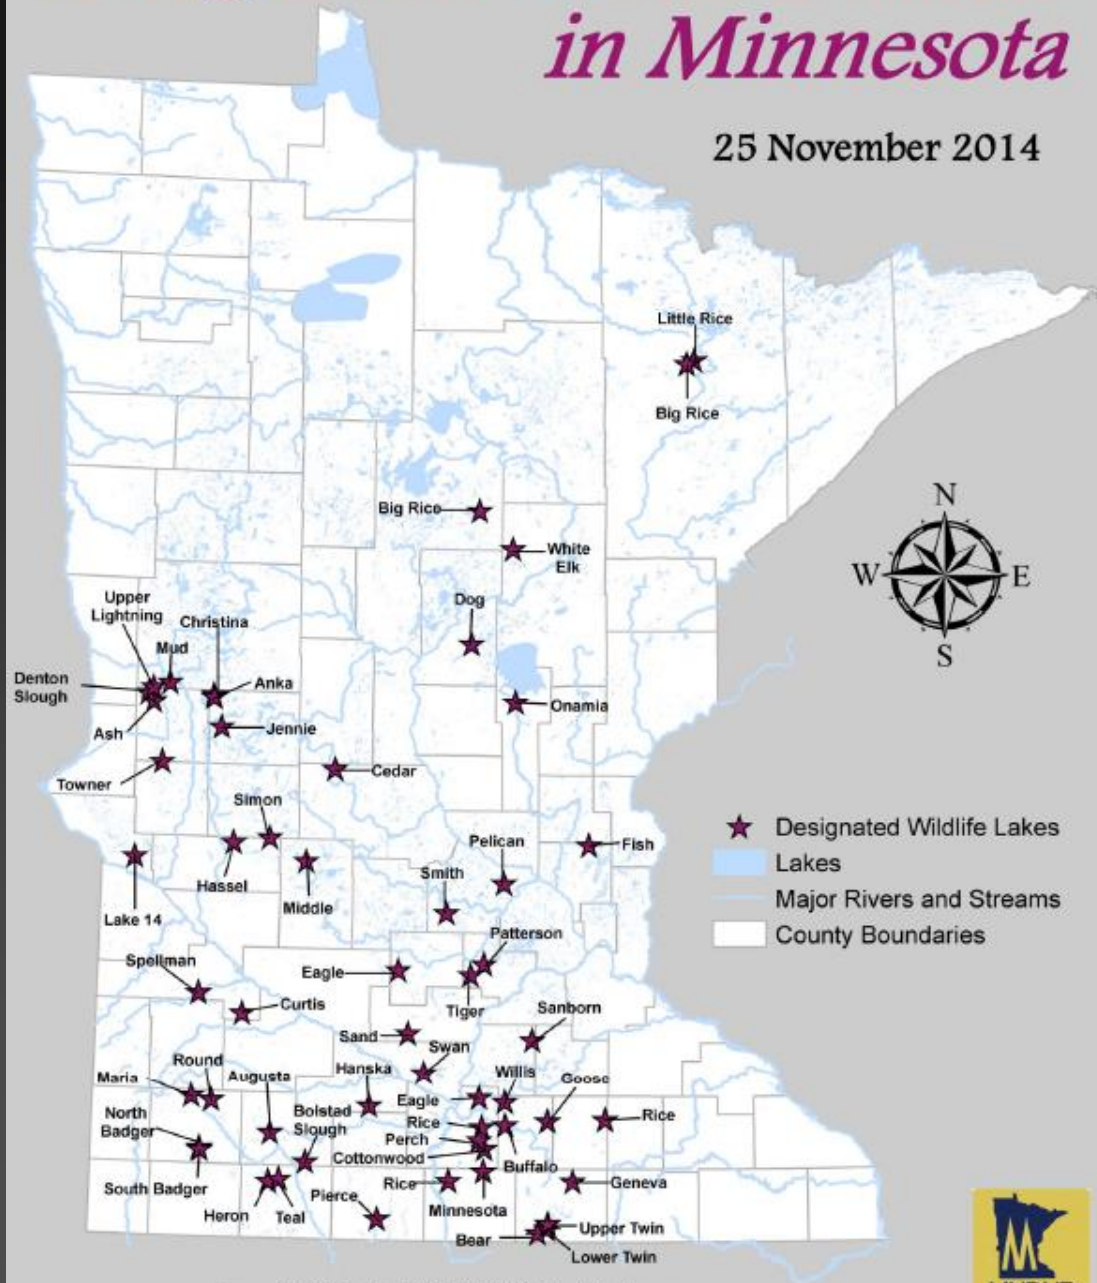 in Minnesota
25 November 2014
Little Rice
Big Rice
Big Rice
White
Elk
Dog
Upper
Lightning
Christina
Mud
Denton
Slough
Anka
Ash
Jennie
Onamia
Towner
Cedar
Simon
Hassel
Middle
Lake 14
Pelican
Smith
Fish
Patterson
Spellman
Eagle
Curtis
Tiger
Sanborn
Sand
Swan
Round
Maria
Augusta
Hanska
Willis
Goose
Eagle
North
Badger
Bolstad
Slough
Rice
Rice
Perch
Cottonwood
Buffalo
South Badger
Rice
Geneva
Heron
Teal
Pierce
Minnesota
Upper Twin
Bear
Lower Twin
N
W
E
S
Designated Wildlife Lakes
Lakes
Major Rivers and Streams
County Boundaries
M